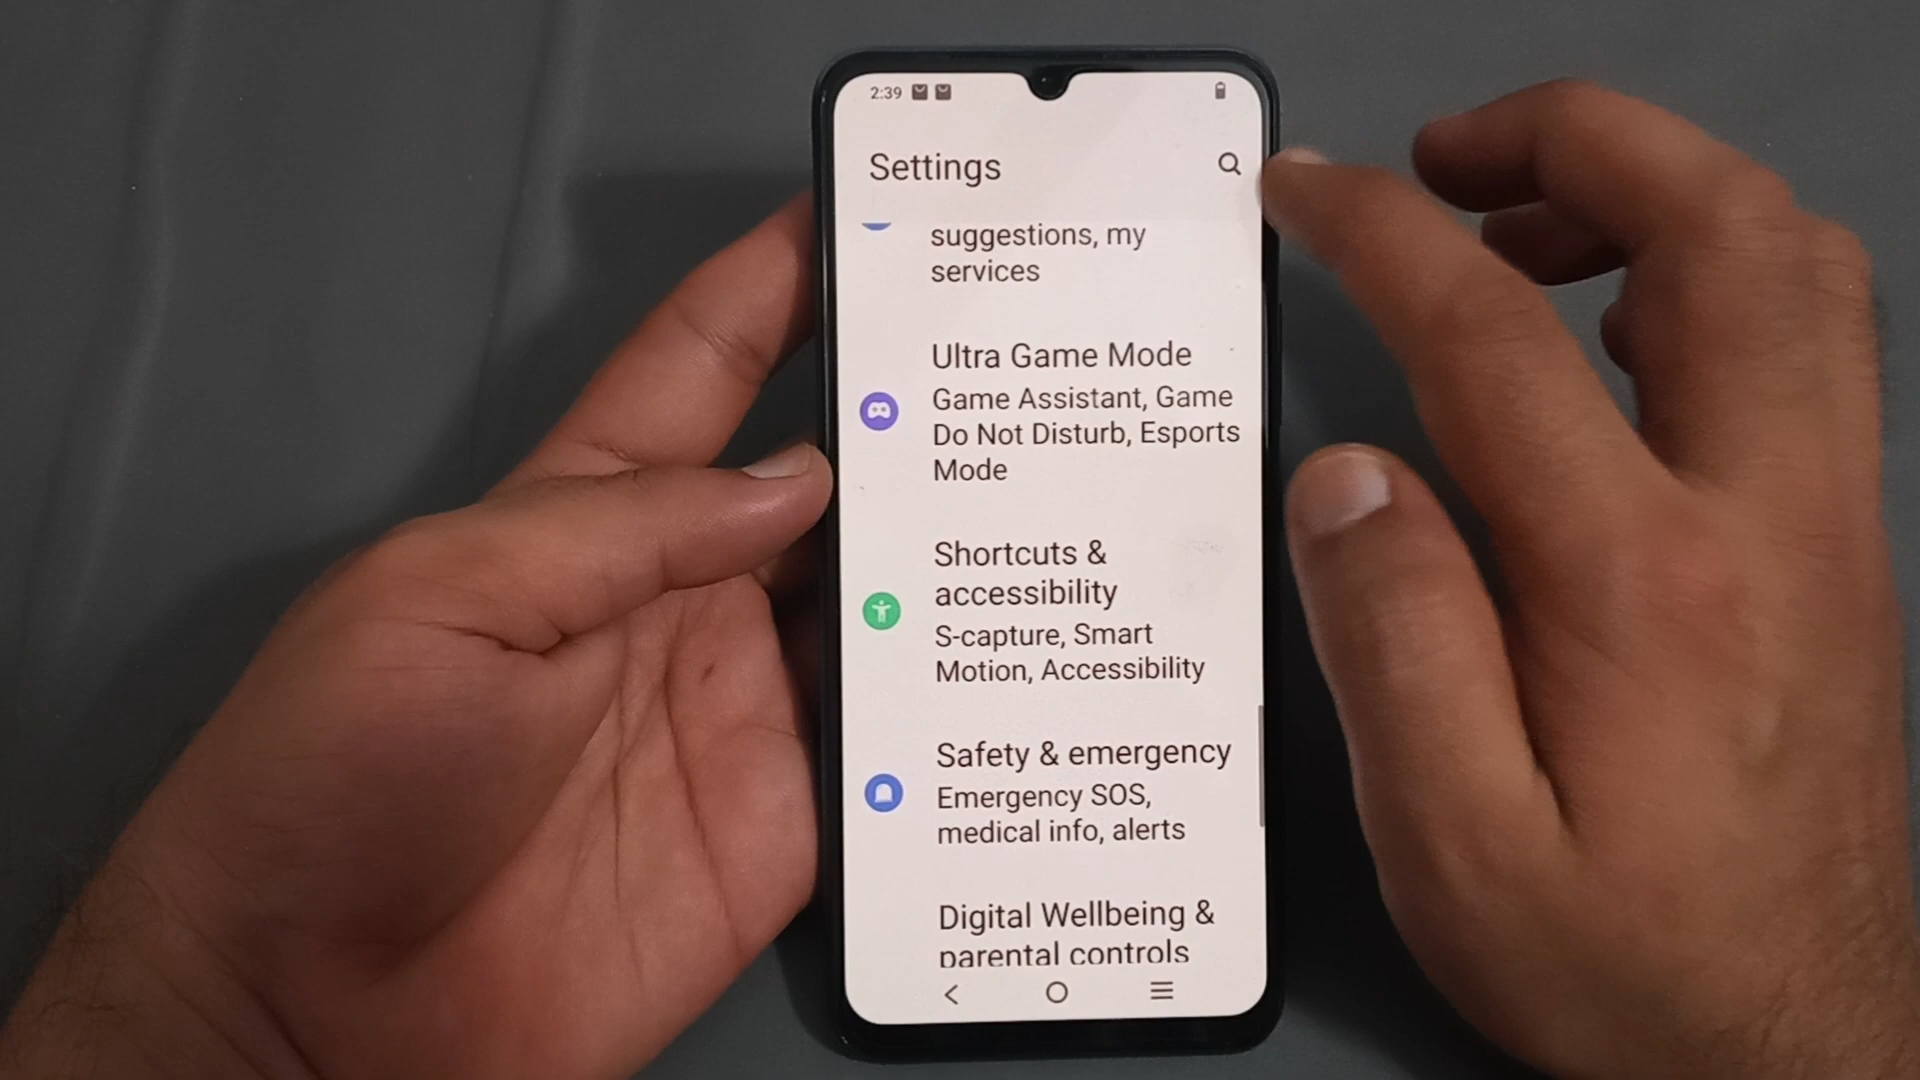 2:39
Settings
suggestions, my
services
Ultra Game Mode
Game Assistant, Game
Do Not Disturb, Esports
Mode
Shortcuts &
accessibility
S-capture, Smart
Motion, Accessibility
Safety & emergency
Emergency SOS,
medical info, alerts
Digital Wellbeing &
parental controls